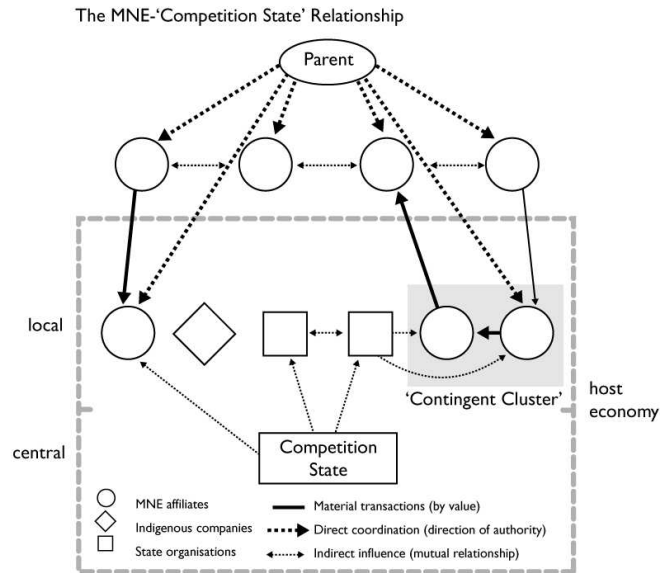 The MNE-‘Competition State’ Relationship
Parent
local
‘Contingent Cluster’
host
economy
central
Competition
State
MNE affiliates
Indigenous companies
State organisations
Material transactions (by value)
Direct coordination (direction of authority)
Indirect influence (mutual relationship)